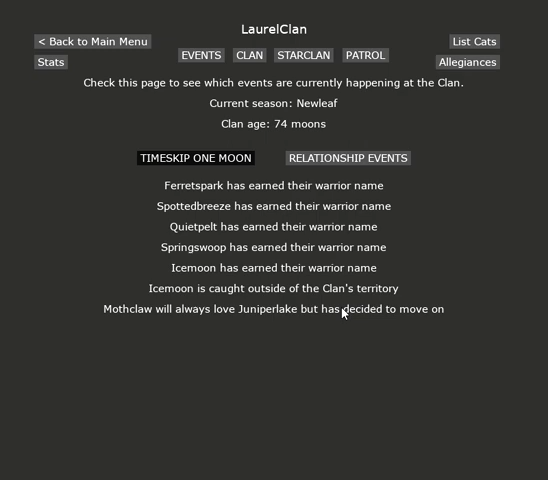 LaurelClan
< Back to Main Menu
List Cats
EVENTS
CLAN
STARCLAN
PATROL
Stats
Allegiances
Check this page to see which events are currently happening at the Clan.
Current season: Newleaf
Clan age: 74 moons
TIMESKIP ONE MOON
RELATIONSHIP EVENTS
Ferretspark has earned their warrior name
Spottedbreeze has earned their warrior name
Quietpelt has earned their warrior name
Springswoop has earned their warrior name
Icemoon has earned their warrior name
Icemoon is caught outside of the Clan's territory
Mothclaw will always love Juniperlake but has decided to move on